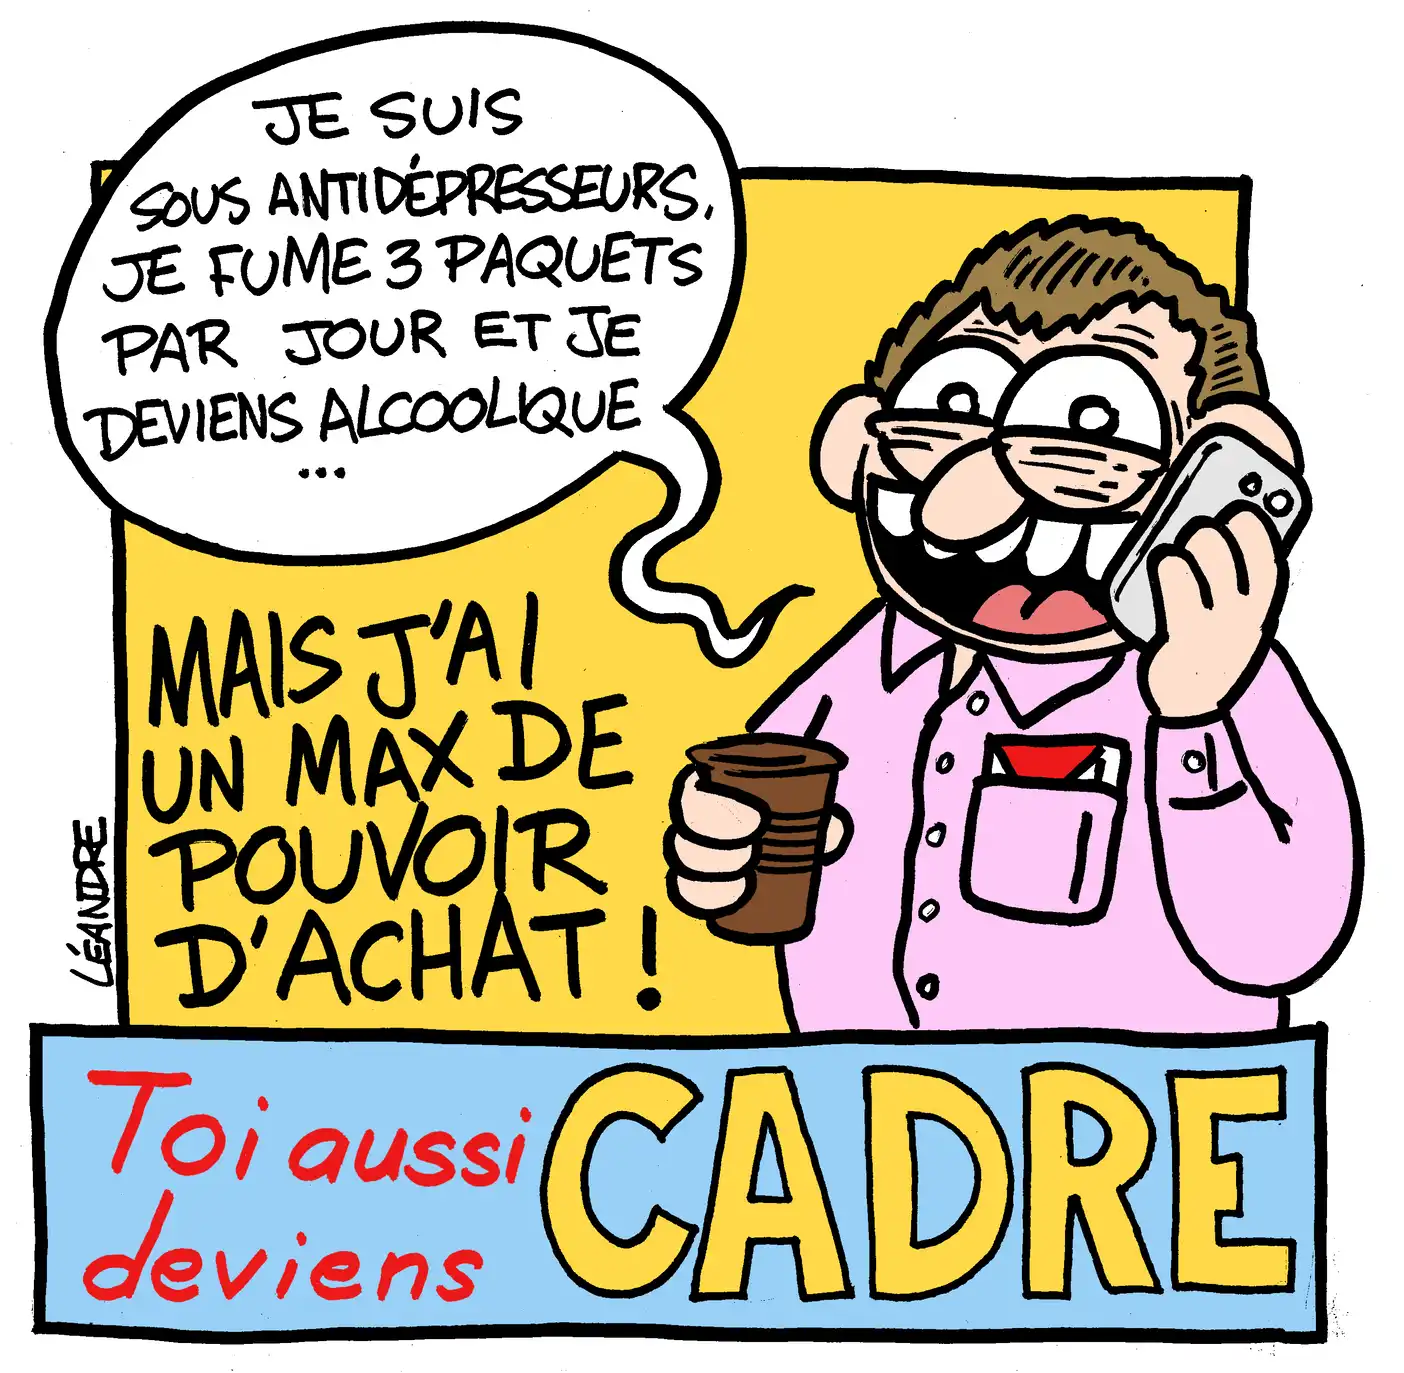 JE SUIS
SOUS ANTIDÉPRESSEURS.
JE FUME 3 PAQUETS
PAR JOUR ET JE
DEVIENS ALCOOLIQUE
...
MAIS J'AI
UN MAX DE
POUVOIR
D'ACHAT !
LÉANDRE
Toi aussi
deviens
CADRE